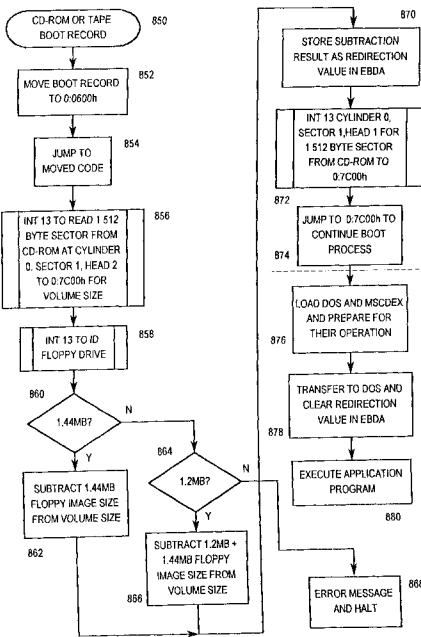 CD-ROM OR TAPE
BOOT RECORD
850
MOVE BOOT RECORD
TO 0:0600h
852
JUMP TO
MOVED CODE
854
INT 13 TO READ 1 512
BYTE SECTOR FROM
CD-ROM AT CYLINDER
0, SECTOR 1, HEAD 2
TO 0:7C00h FOR
VOLUME SIZE
856
INT 13 TO ID
FLOPPY DRIVE
858
860
1.44MB?
N
Y
SUBTRACT 1.44MB
FLOPPY IMAGE SIZE
FROM VOLUME SIZE
862
864
1.2MB?
N
Y
SUBTRACT 1.2MB +
1.44MB FLOPPY
IMAGE SIZE FROM
VOLUME SIZE
866
ERROR MESSAGE
AND HALT
868
870
STORE SUBTRACTION
RESULT AS REDIRECTION
VALUE IN EBDA
INT 13 CYLINDER 0,
SECTOR 1, HEAD 1 FOR
1 512 BYTE SECTOR
FROM CD-ROM TO
0:7C00h
872
JUMP TO 0:7C00h TO
CONTINUE BOOT
PROCESS
874
LOAD DOS AND MSCDEX
AND PREPARE FOR
THEIR OPERATION
876
TRANSFER TO DOS AND
CLEAR REDIRECTION
VALUE IN EBDA
878
EXECUTE APPLICATION
PROGRAM
880